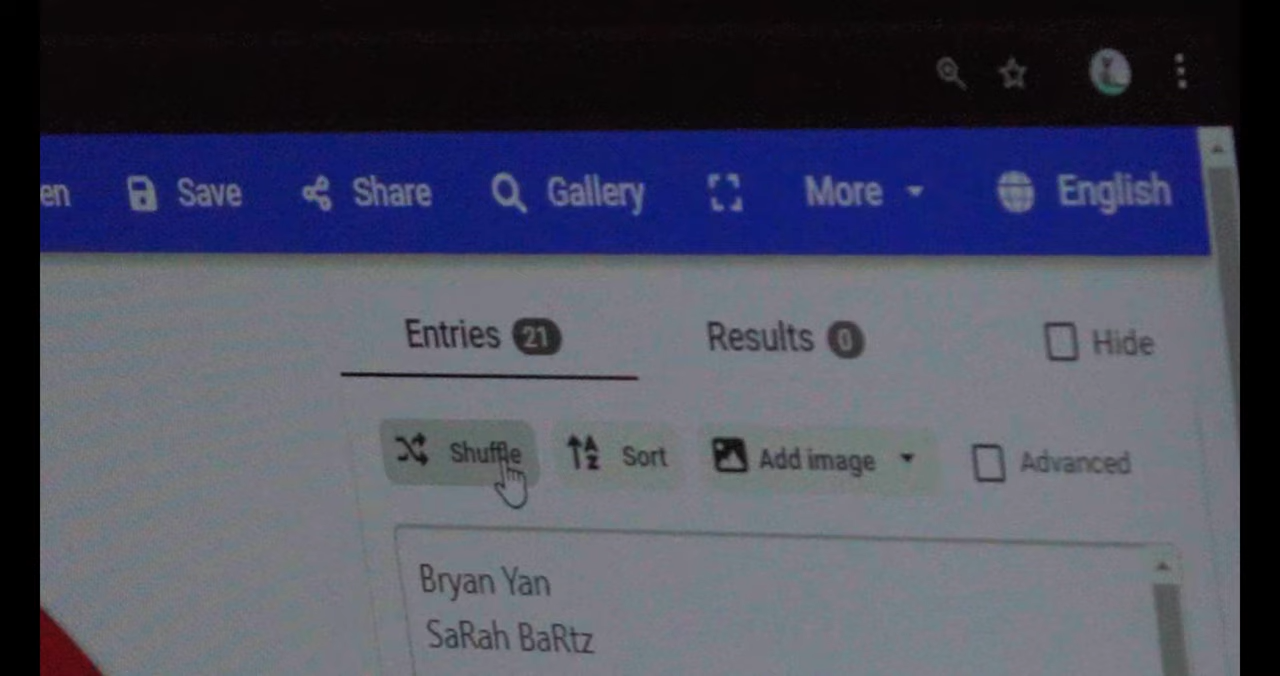 en Save Share Gallery More English
Entries 21 Results 0 Hide
Shuffle Sort Add image Advanced
Bryan Yan
SaRah BaRtz